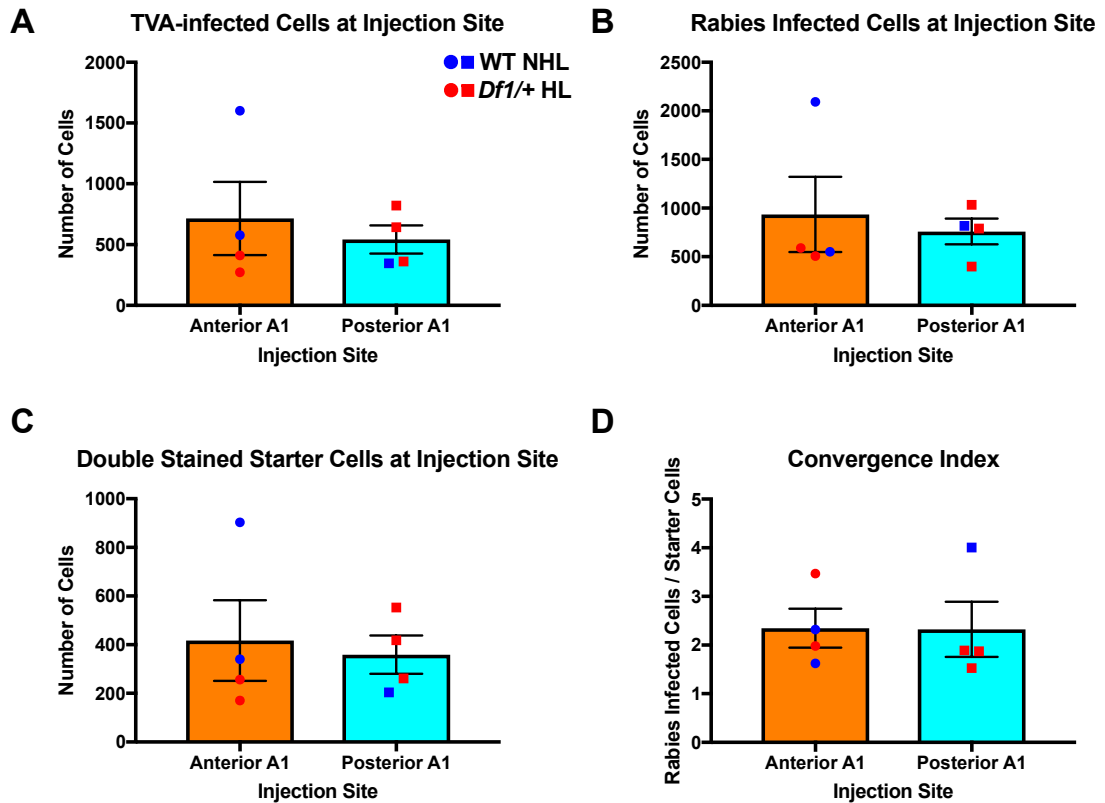 A
TVA-infected Cells at Injection Site
WT NHL
Df1/+ HL
Number of Cells
2000
1500
1000
500
0
Anterior A1 Posterior A1
Injection Site
B
Rabies Infected Cells at Injection Site
Number of Cells
2500
2000
1500
1000
500
0
Anterior A1 Posterior A1
Injection Site
C
Double Stained Starter Cells at Injection Site
Number of Cells
1000
800
600
400
200
0
Anterior A1 Posterior A1
Injection Site
D
Convergence Index
Rabies Infected Cells / Starter Cells
5
4
3
2
1
0
Anterior A1 Posterior A1
Injection Site